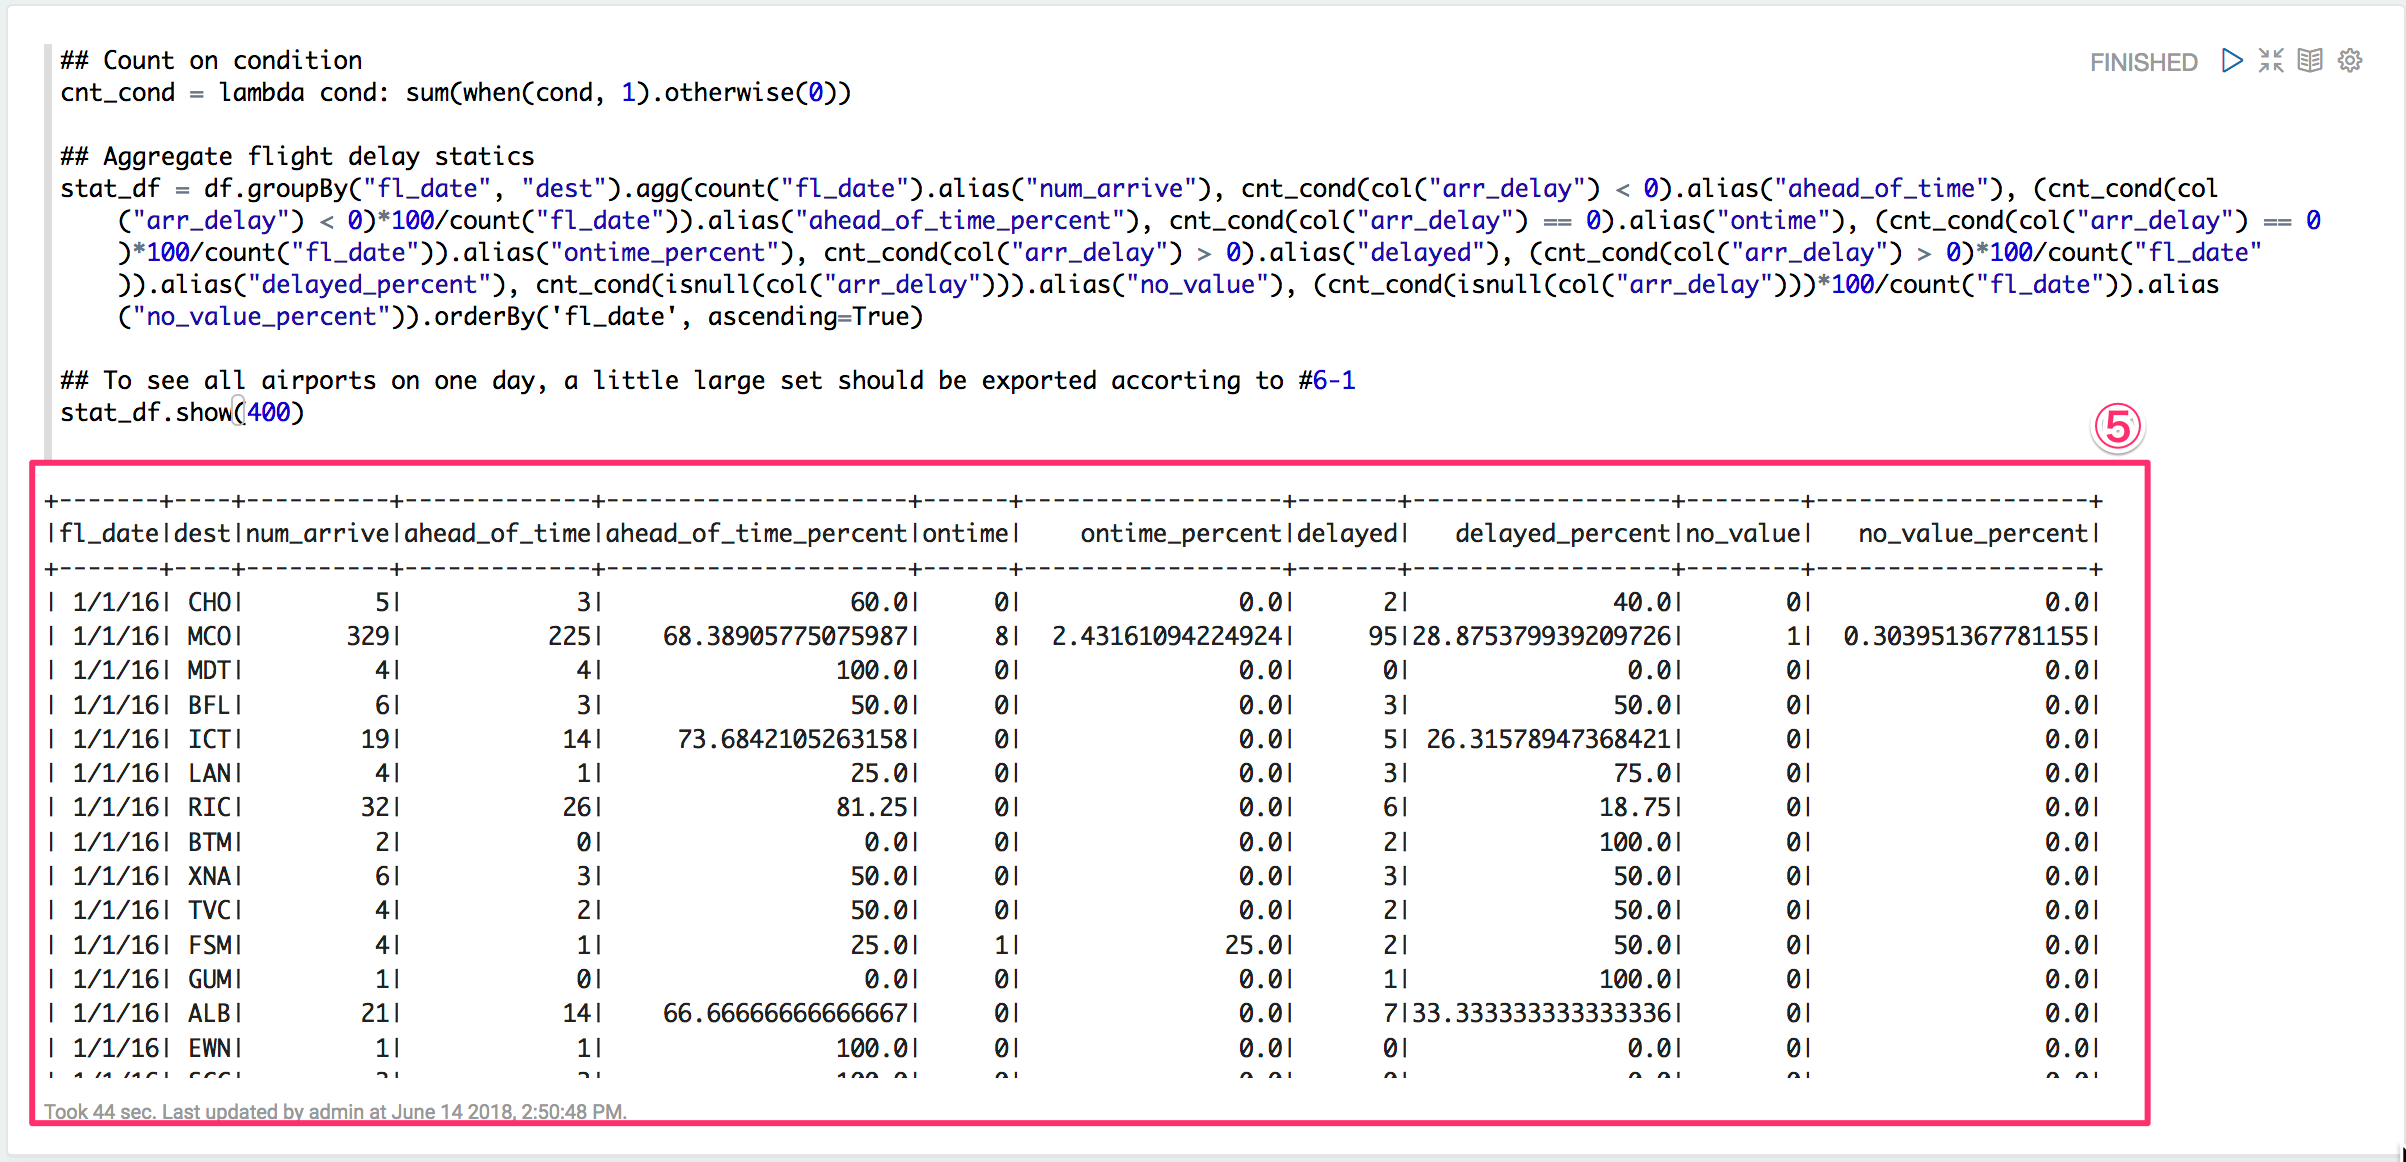 ## Count on condition
FINISHED
cnt_cond = lambda cond: sum(when(cond, 1).otherwise(0))
## Aggregate flight delay statics
stat_df = df.groupBy("fl_date", "dest").agg(count("fl_date").alias("num_arrive"), cnt_cond(col("arr_delay") < 0).alias("ahead_of_time"), (cnt_cond(col
("arr_delay") < 0)*100/count("fl_date")).alias("ahead_of_time_percent"), cnt_cond(col("arr_delay") == 0).alias("ontime"), (cnt_cond(col("arr_delay") == 0
)*100/count("fl_date")).alias("ontime_percent"), cnt_cond(col("arr_delay") > 0).alias("delayed"), (cnt_cond(col("arr_delay") > 0)*100/count("fl_date"
)).alias("delayed_percent"), cnt_cond(isnull(col("arr_delay"))).alias("no_value"), (cnt_cond(isnull(col("arr_delay")))*100/count("fl_date")).alias
("no_value_percent")).orderBy('fl_date', ascending=True)
## To see all airports on one day, a little large set should be exported accorting to #6-1
stat_df.show(400)
5
+-------+----+----------+-------------+---------------------+------+------------------+-------+------------------+--------+-------------------+
|fl_date|dest|num_arrive|ahead_of_time|ahead_of_time_percent|ontime|    ontime_percent|delayed|   delayed_percent|no_value|   no_value_percent|
+-------+----+----------+-------------+---------------------+------+------------------+-------+------------------+--------+-------------------+
| 1/1/16| CHO|         5|            3|                 60.0|     0|               0.0|      2|              40.0|       0|                0.0|
| 1/1/16| MCO|       329|          225|    68.38905775075987|     8|  2.43161094224924|     95|28.875379939209726|       1|  0.303951367781155|
| 1/1/16| MDT|         4|            4|                100.0|     0|               0.0|      0|               0.0|       0|                0.0|
| 1/1/16| BFL|         6|            3|                 50.0|     0|               0.0|      3|              50.0|       0|                0.0|
| 1/1/16| ICT|        19|           14|     73.6842105263158|     0|               0.0|      5| 26.31578947368421|       0|                0.0|
| 1/1/16| LAN|         4|            1|                 25.0|     0|               0.0|      3|              75.0|       0|                0.0|
| 1/1/16| RIC|        32|           26|                81.25|     0|               0.0|      6|             18.75|       0|                0.0|
| 1/1/16| BTM|         2|            0|                  0.0|     0|               0.0|      2|             100.0|       0|                0.0|
| 1/1/16| XNA|         6|            3|                 50.0|     0|               0.0|      3|              50.0|       0|                0.0|
| 1/1/16| TVC|         4|            2|                 50.0|     0|               0.0|      2|              50.0|       0|                0.0|
| 1/1/16| FSM|         4|            1|                 25.0|     1|              25.0|      2|              50.0|       0|                0.0|
| 1/1/16| GUM|         1|            0|                  0.0|     0|               0.0|      1|             100.0|       0|                0.0|
| 1/1/16| ALB|        21|           14|    66.66666666666667|     0|               0.0|      7|33.333333333333336|       0|                0.0|
| 1/1/16| EWN|         1|            1|                100.0|     0|               0.0|      0|               0.0|       0|                0.0|
Took 44 sec. Last updated by admin at June 14 2018, 2:50:48 PM.